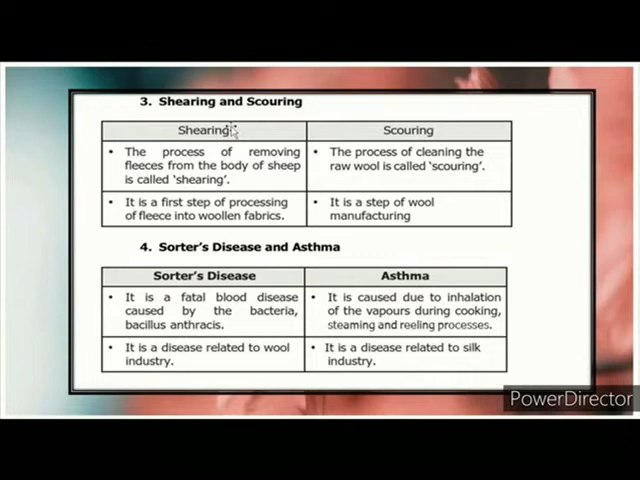 3. Shearing and Scouring
Shearing
Scouring
• The process of removing
fleeces from the body of sheep
is called ‘shearing’.
• The process of cleaning the
raw wool is called ‘scouring’.
• It is a first step of processing
of fleece into woollen fabrics.
• It is a step of wool
manufacturing
4. Sorter's Disease and Asthma
Sorter's Disease
Asthma
• It is a fatal blood disease
caused by the bacteria,
bacillus anthracis.
• It is caused due to inhalation
of the vapours during cooking,
steaming and reeling processes.
• It is a disease related to wool
industry.
• It is a disease related to silk
industry.
PowerDirector